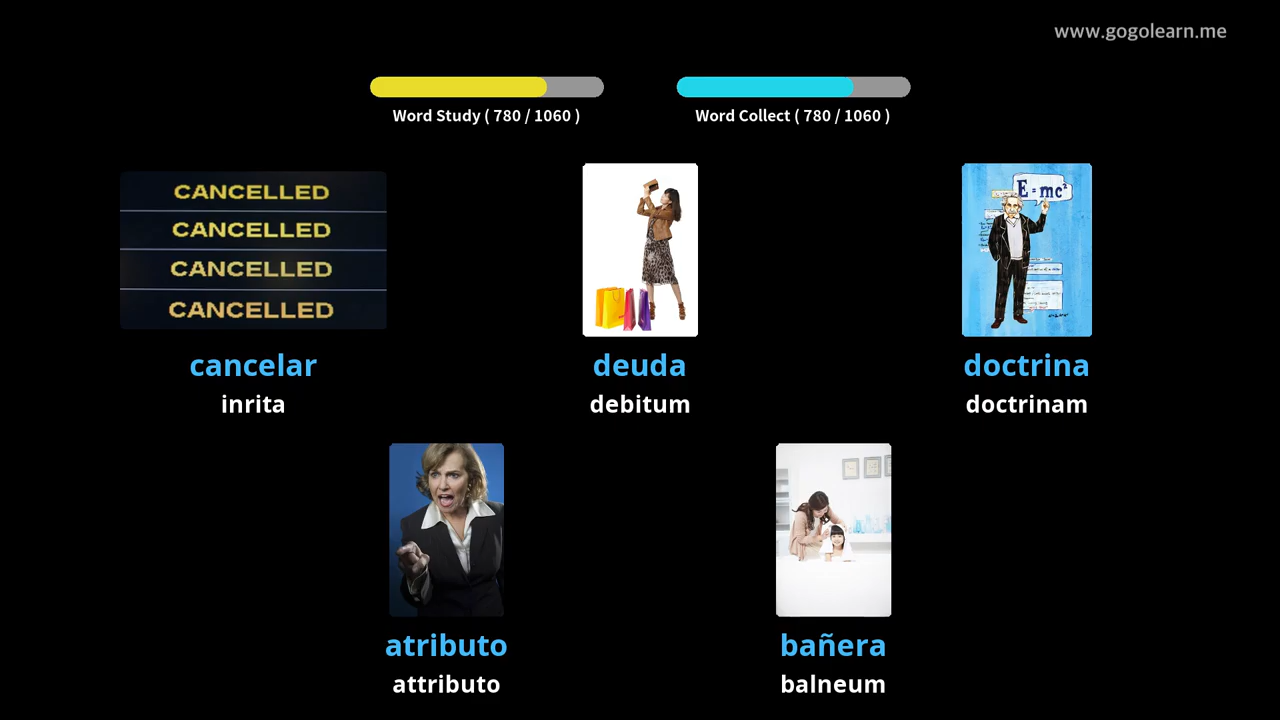 www.gogolearn.me
Word Study ( 780 / 1060 )
Word Collect ( 780 / 1060 )
CANCELLED
CANCELLED
CANCELLED
CANCELLED
E=mc²
cancelar
inrita
deuda
debitum
doctrina
doctrinam
atributo
attributo
bañera
balneum